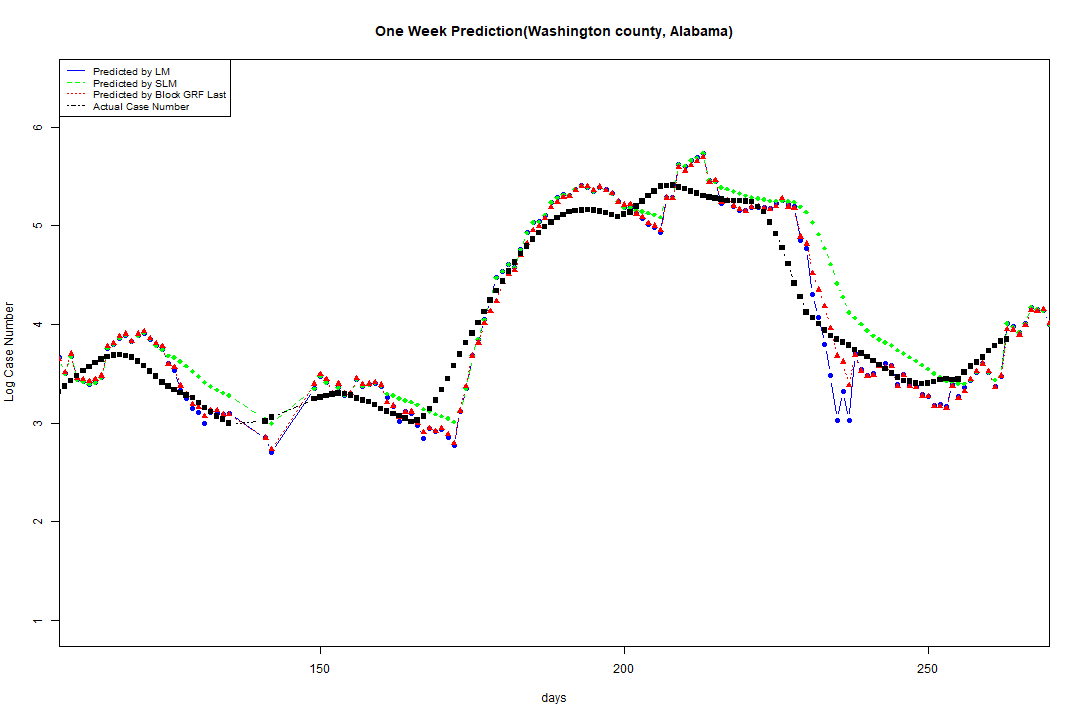 One Week Prediction(Washington county, Alabama)
Predicted by LM
Predicted by SLM
Predicted by Block GRF Last
Actual Case Number
6
5
4
3
2
1
Log Case Number
150 200 250
days